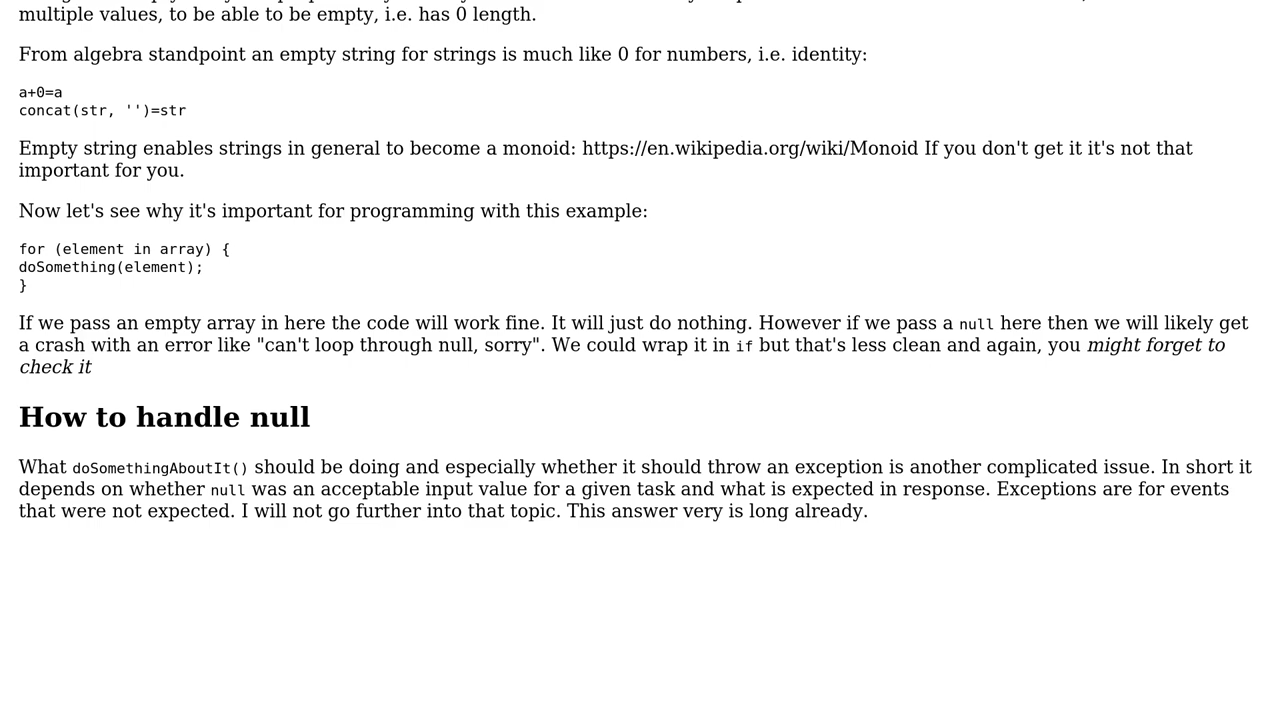 multiple values, to be able to be empty, i.e. has 0 length.
From algebra standpoint an empty string for strings is much like 0 for numbers, i.e. identity:
a+0=a
concat(str, '')=str
Empty string enables strings in general to become a monoid: https://en.wikipedia.org/wiki/Monoid If you don't get it it's not that
important for you.
Now let's see why it's important for programming with this example:
for (element in array) {
doSomething(element);
}
If we pass an empty array in here the code will work fine. It will just do nothing. However if we pass a null here then we will likely get
a crash with an error like "can't loop through null, sorry". We could wrap it in if but that's less clean and again, you might forget to
check it
How to handle null
What doSomethingAboutIt() should be doing and especially whether it should throw an exception is another complicated issue. In short it
depends on whether null was an acceptable input value for a given task and what is expected in response. Exceptions are for events
that were not expected. I will not go further into that topic. This answer very is long already.